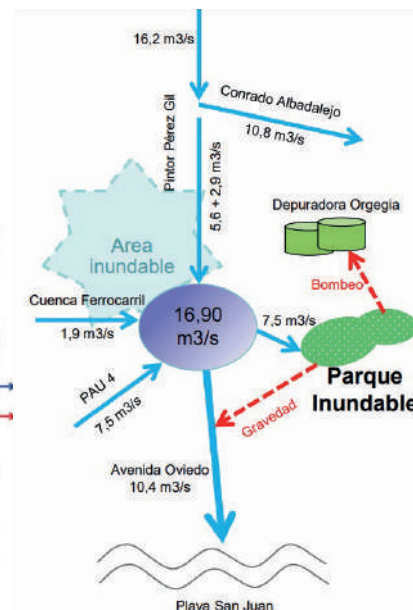 16,2 m3/s
Conrado Albadalejo
10,8 m3/s
Pintor Pérez Gil
5,6 + 2,9 m3/s
Depuradora Orgegia
Area
inundable
Bombeo
Cuenca Ferrocarril
1,9 m3/s
16,90
m3/s
7,5 m3/s
Parque
Inundable
PAU 4
7,5 m3/s
Gravedad
Avenida Oviedo
10,4 m3/s
Playa San Juan